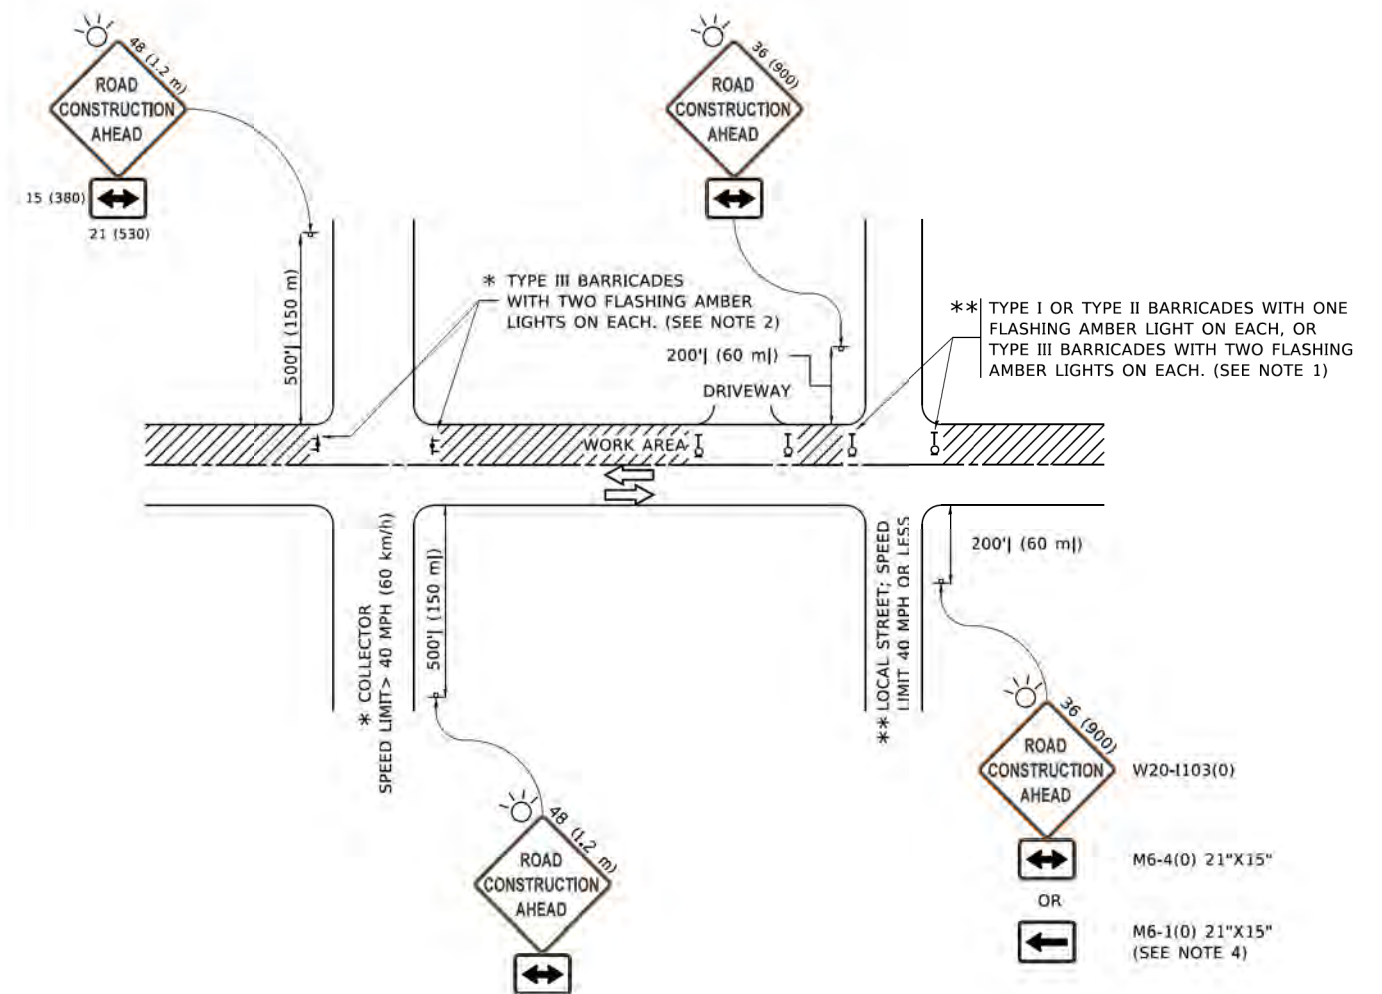 48 (1.2 m)
ROAD
CONSTRUCTION
AHEAD
15 (380)
21 (530)
36 (900)
ROAD
CONSTRUCTION
AHEAD
500'| (150 m)
* TYPE III BARRICADES
WITH TWO FLASHING AMBER
LIGHTS ON EACH. (SEE NOTE 2)
200'| (60 m|)
DRIVEWAY
** TYPE I OR TYPE II BARRICADES WITH ONE
FLASHING AMBER LIGHT ON EACH, OR
TYPE III BARRICADES WITH TWO FLASHING
AMBER LIGHTS ON EACH. (SEE NOTE 1)
WORK AREA
* COLLECTOR
SPEED LIMIT> 40 MPH (60 km/h)
500'| (150 m|)
** LOCAL STREET; SPEED
LIMIT 40 MPH OR LESS
200'| (60 m|)
48 (1.2 m)
ROAD
CONSTRUCTION
AHEAD
36 (900)
ROAD
CONSTRUCTION
AHEAD
W20-I103(0)
M6-4(0) 21"X15"
OR
M6-1(0) 21"X15"
(SEE NOTE 4)